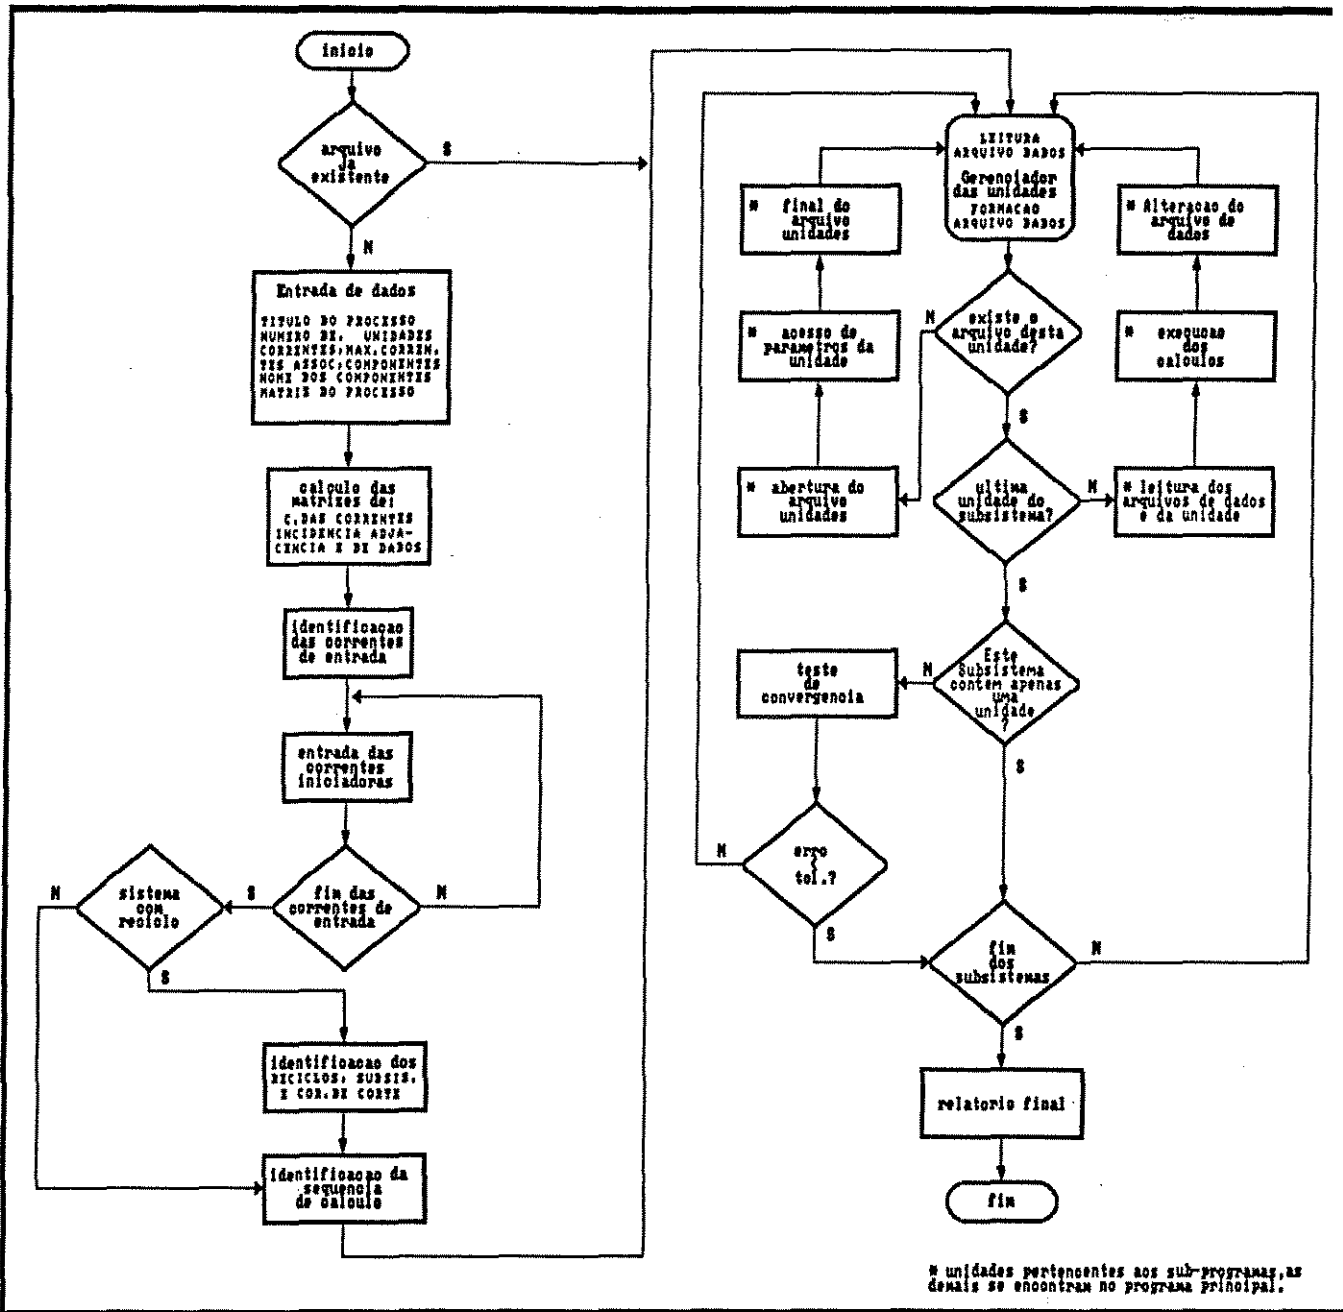 inicio
arquivo
ja
existente
S
N
Entrada de dados
TITULO DO PROCESSO
NUMERO DE. UNIDADES
CORRENTES,MAX.CORREN.
TES ASSOC,COMPONENTES
NOME DOS COMPONENTES
MATRIZ DO PROCESSO
calculo das
matrizes de:
C.DAS CORRENTES
INCIDENCIA ADJA-
CENCIA E DE DADOS
identificacao
das correntes
de entrada
entrada das
correntes
iniciadoras
fim das
correntes de
entrada
S
N
sistema
com
reciclo
N
S
identificacao dos
RECICLOS, SUBSIS.
E COR.DE CORTE
identificacao da
sequencia
de calculo
LEITURA
ARQUIVO DADOS
Gerenciador
das unidades
FORMACAO
ARQUIVO DADOS
* final do
arquivo
unidades
* Alteracao do
arquivo de
dados
existe o
arquivo desta
unidade?
N
S
* acesso de
parametros da
unidade
* exequcao
dos
calculos
* abertura do
arquivo
unidades
ultima
unidade do
subsistema?
N
S
* leitura dos
arquivos de dados
e da unidade
teste
de
convergencia
N
Este
Subsistema
contem apenas
uma
unidade
?
S
erro
<
tol.?
N
S
fim
dos
subsistemas
N
S
relatorio final
fim
* unidades pertencentes aos sub-programas,as
demais se encontram no programa principal.